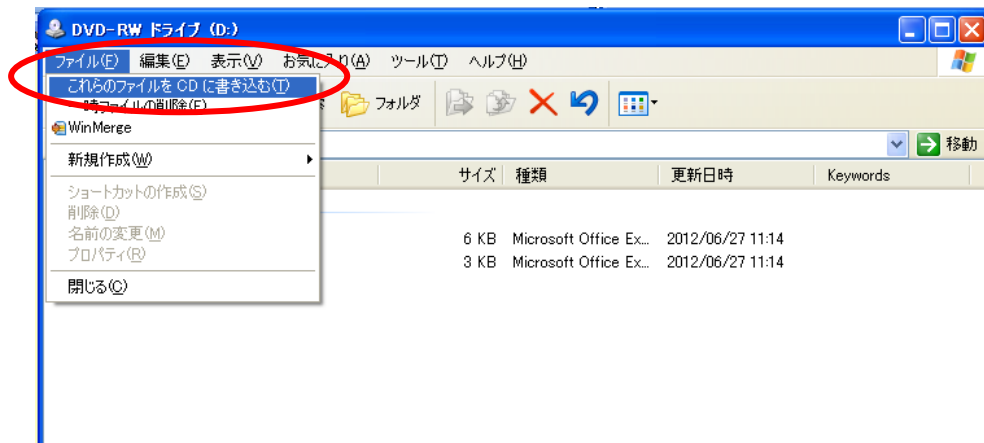 DVD-RW ドライブ (D:)
ファイル(F) 編集(E) 表示(V) お気に入り(A) ツール(T) ヘルプ(H)
これらのファイルを CD に書き込む(T)
時ファイルの削除(F)
フォルダ
WinMerge
移動
新規作成(W)
サイズ 種類 更新日時 Keywords
ショートカットの作成(S)
削除(D)
名前の変更(M)
6 KB Microsoft Office Ex... 2012/06/27 11:14
プロパティ(R)
3 KB Microsoft Office Ex... 2012/06/27 11:14
閉じる(C)